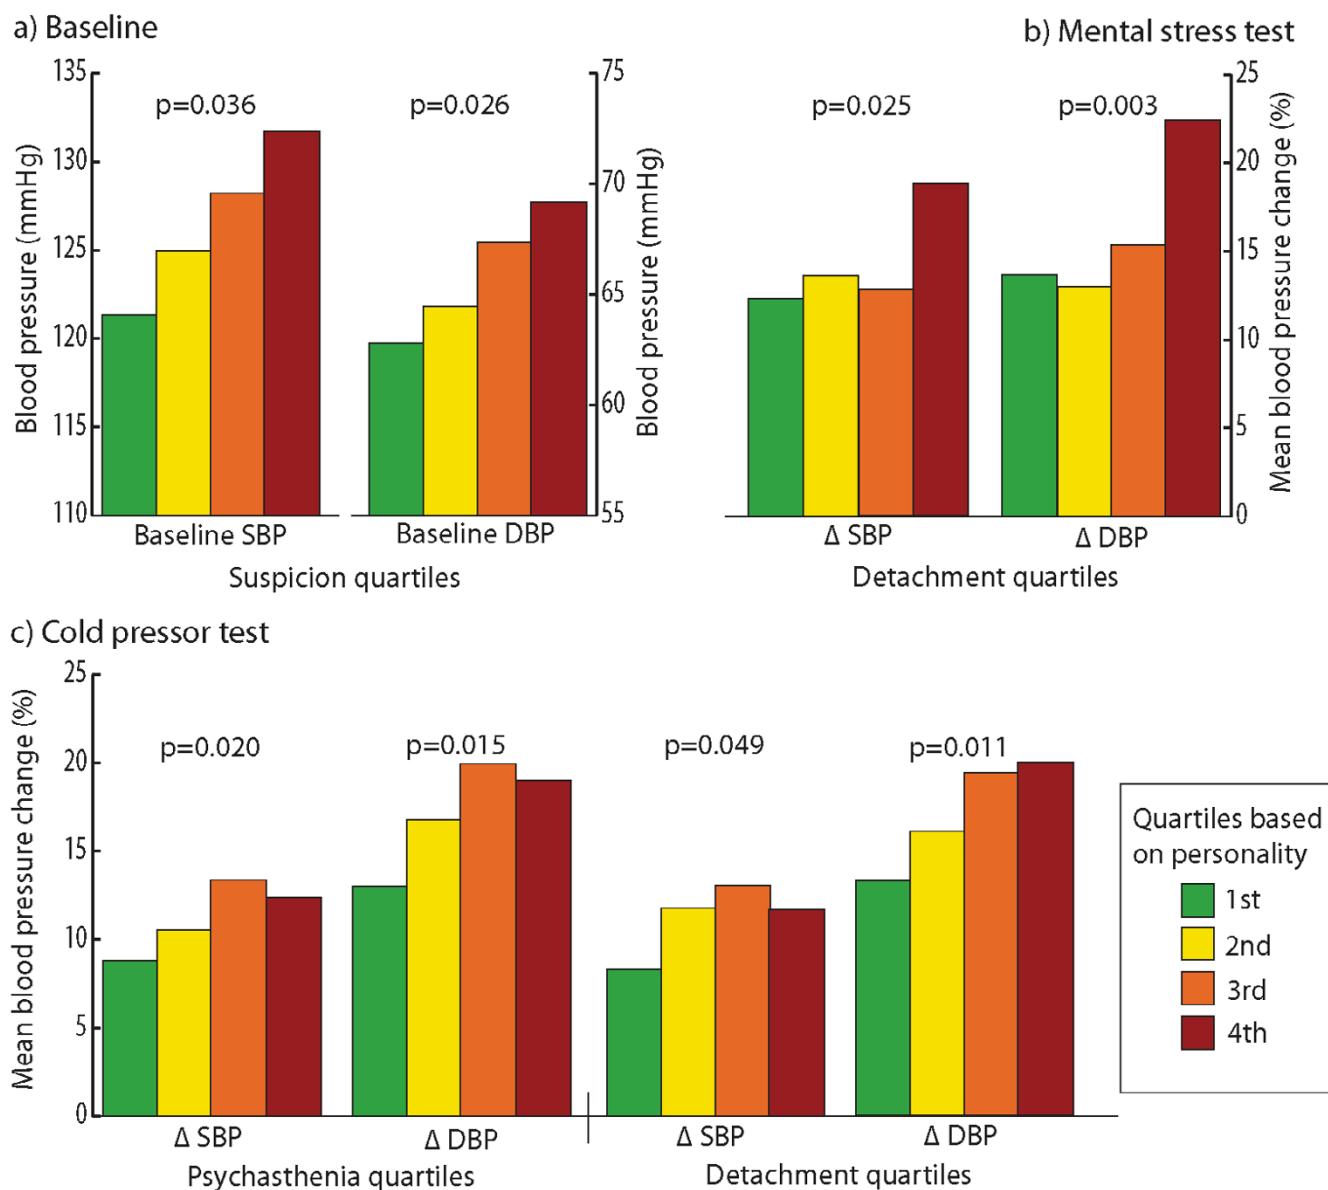 a) Baseline
b) Mental stress test
135
130
125
120
115
110
Blood pressure (mmHg)
p=0.036
p=0.026
75
70
65
60
55
Blood pressure (mmHg)
Baseline SBP
Baseline DBP
Suspicion quartiles
p=0.025
p=0.003
25
20
15
10
5
0
Mean blood pressure change (%)
Δ SBP
Δ DBP
Detachment quartiles
c) Cold pressor test
25
20
15
10
5
0
Mean blood pressure change (%)
p=0.020
p=0.015
p=0.049
p=0.011
Δ SBP
Δ DBP
Δ SBP
Δ DBP
Psychasthenia quartiles
Detachment quartiles
Quartiles based
on personality
1st
2nd
3rd
4th